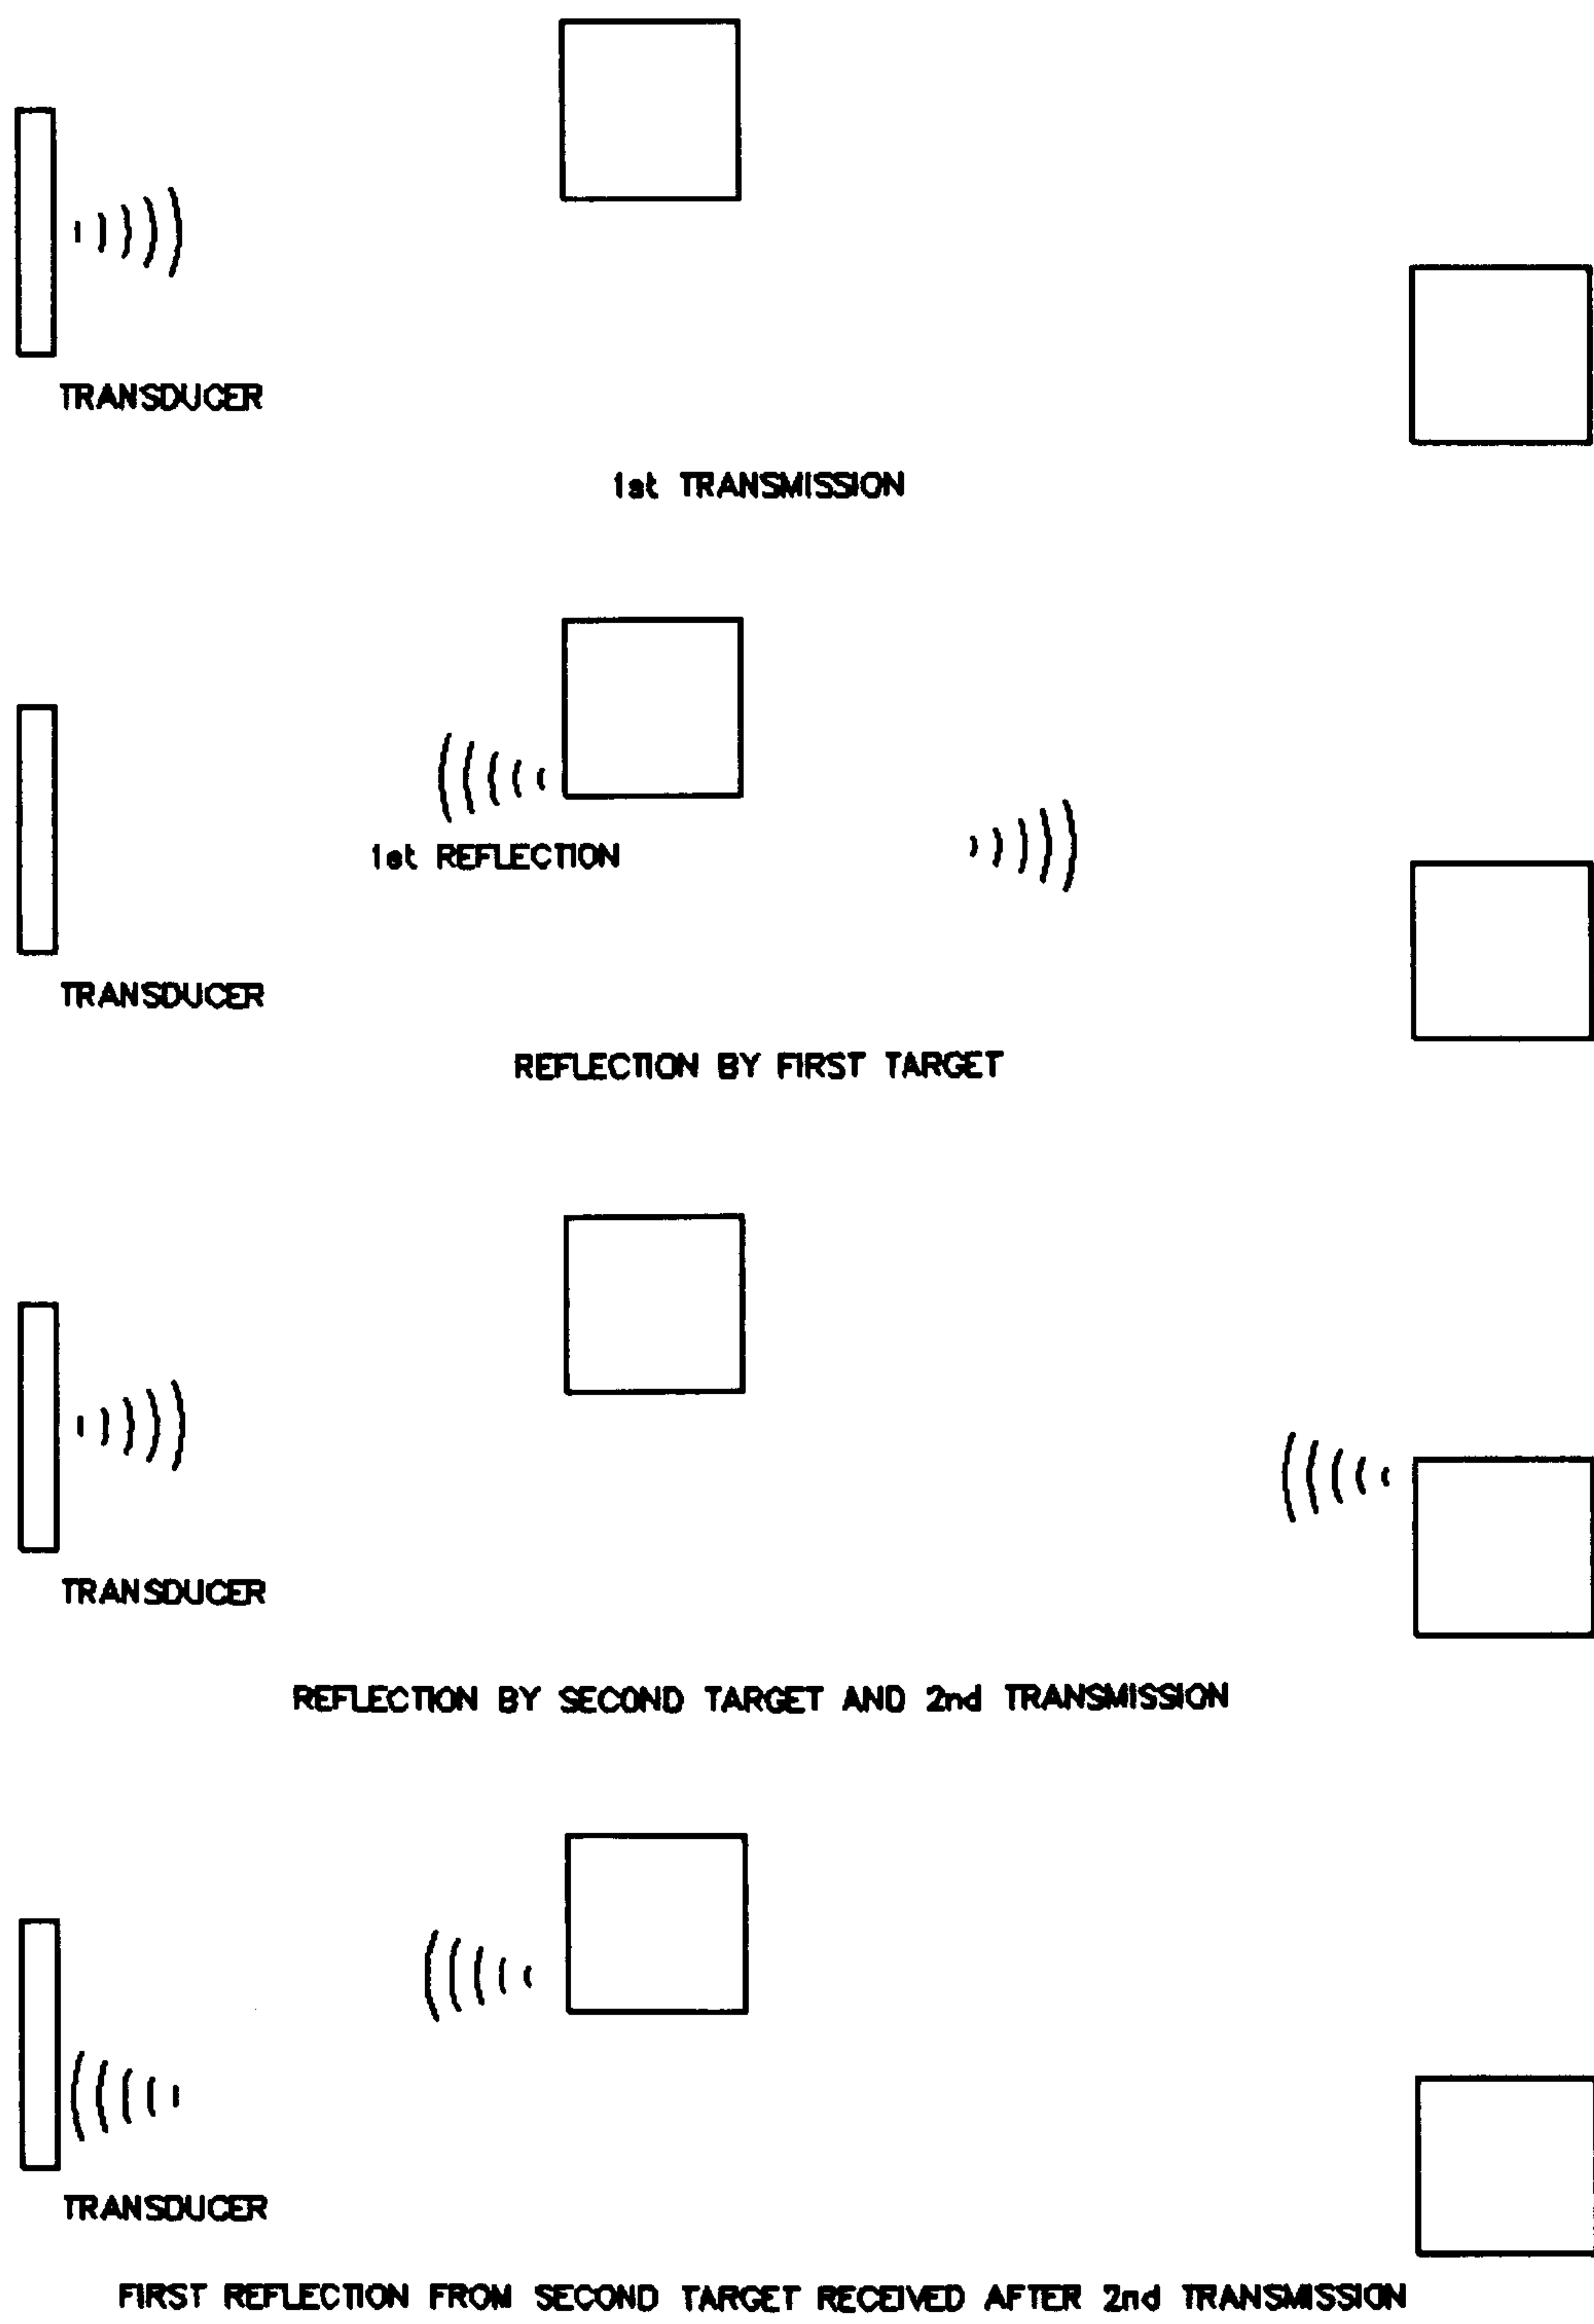 TRANSDUCER
1st TRANSMISSION
1st REFLECTION
TRANSDUCER
REFLECTION BY FIRST TARGET
TRANSDUCER
REFLECTION BY SECOND TARGET AND 2nd TRANSMISSION
TRANSDUCER
FIRST REFLECTION FROM SECOND TARGET RECEIVED AFTER 2nd TRANSMISSION